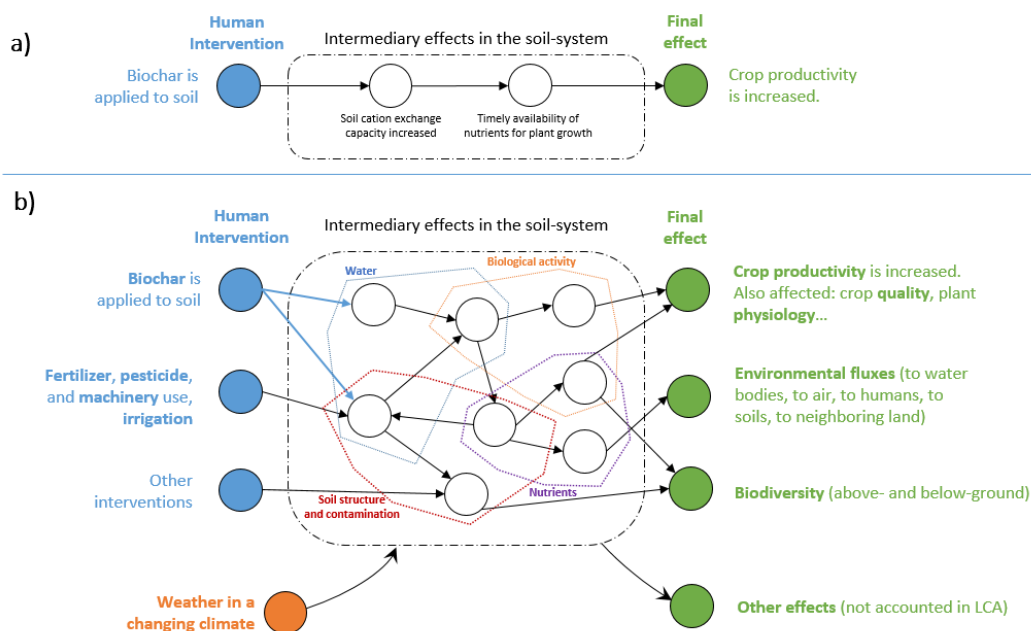 a)
Human
Intervention
Intermediary effects in the soil-system
Final
effect
Biochar is
applied to soil
Crop productivity
is increased.
Soil cation exchange
capacity increased
Timely availability of
nutrients for plant growth
b)
Human
Intervention
Intermediary effects in the soil-system
Final
effect
Biochar is
applied to soil
Water
Biological activity
Crop productivity is increased.
Also affected: crop quality, plant
physiology...
Fertilizer, pesticide,
and machinery use,
irrigation
Environmental fluxes (to water
bodies, to air, to humans, to
soils, to neighboring land)
Other
interventions
Soil structure
and contamination
Nutrients
Biodiversity (above- and below-ground)
Weather in a
changing climate
Other effects (not accounted in LCA)